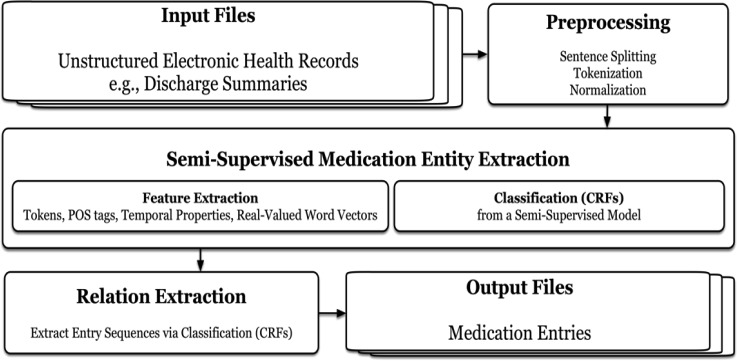 Input Files
Unstructured Electronic Health Records
e.g., Discharge Summaries
Preprocessing
Sentence Splitting
Tokenization
Normalization
Semi-Supervised Medication Entity Extraction
Feature Extraction
Tokens, POS tags, Temporal Properties, Real-Valued Word Vectors
Classification (CRFs)
from a Semi-Supervised Model
Relation Extraction
Extract Entry Sequences via Classification (CRFs)
Output Files
Medication Entries